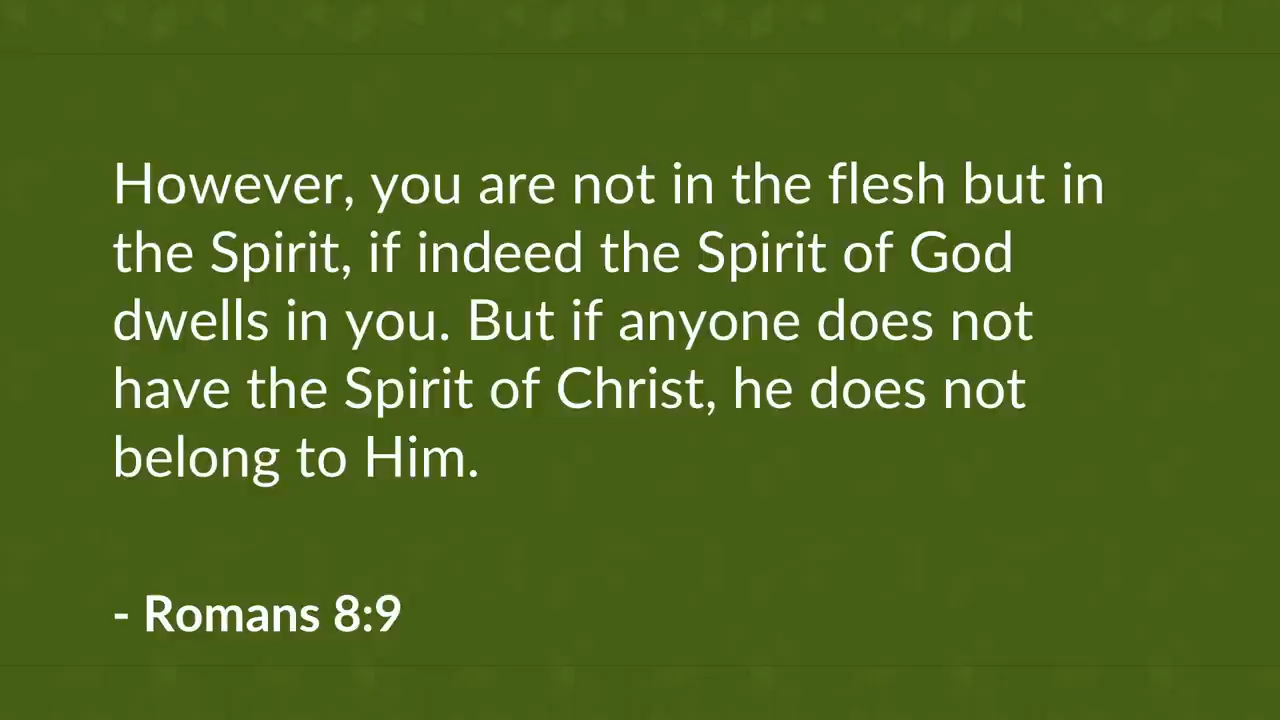 However, you are not in the flesh but in
the Spirit, if indeed the Spirit of God
dwells in you. But if anyone does not
have the Spirit of Christ, he does not
belong to Him.
- Romans 8:9